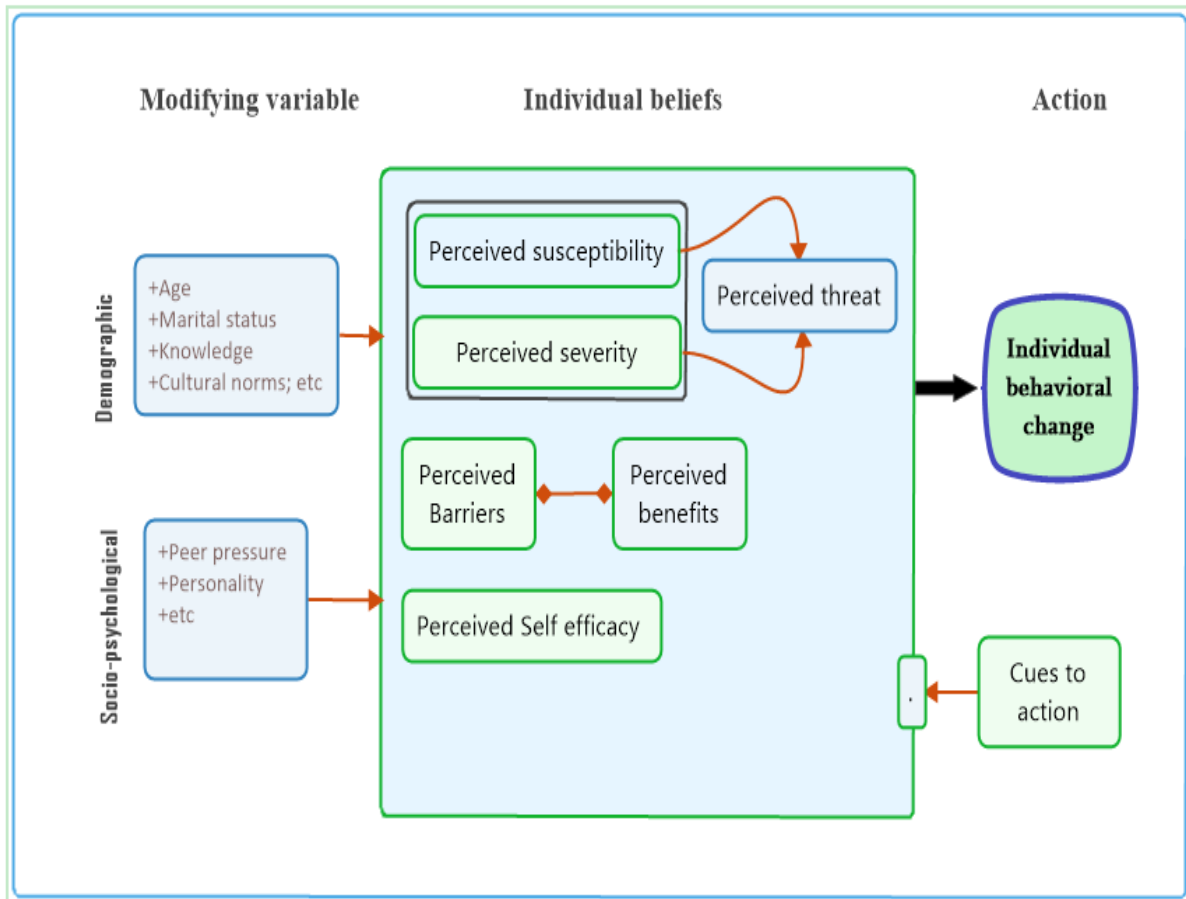 Modifying variable
Individual beliefs
Action
Demographic
+Age
+Marital status
+Knowledge
+Cultural norms; etc
Perceived susceptibility
Perceived severity
Perceived threat
Individual
behavioral
change
Perceived
Barriers
Perceived
benefits
Socio-psychological
+Peer pressure
+Personality
+etc
Perceived Self efficacy
.
Cues to
action